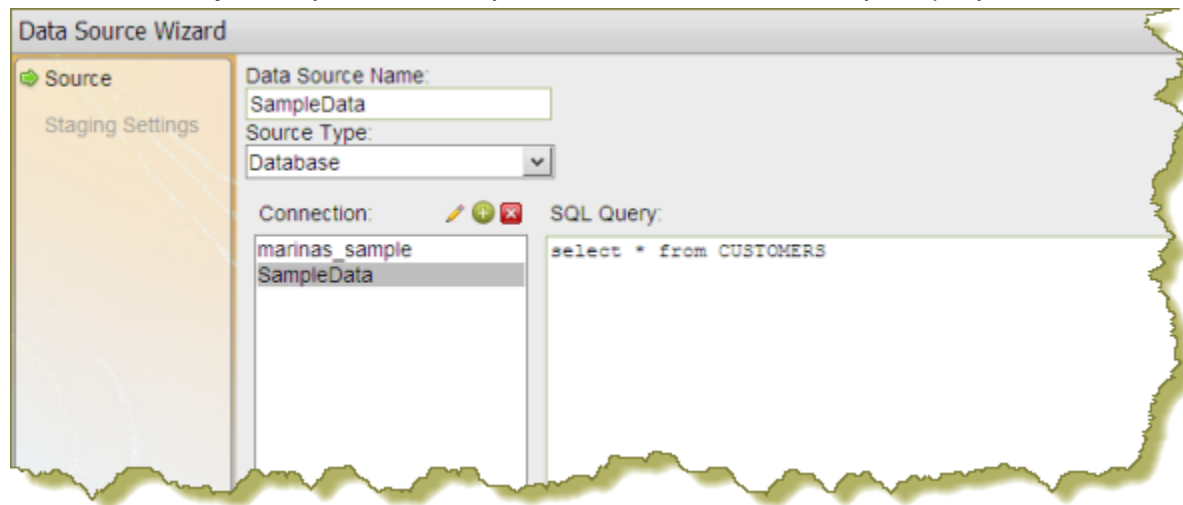 Data Source Wizard
Source
Staging Settings
Data Source Name:
SampleData
Source Type:
Database
Connection:
SQL Query:
marinas_sample
SampleData
select * from CUSTOMERS